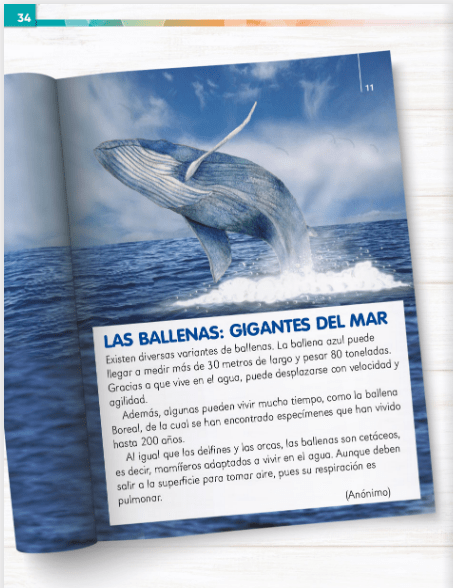 34
11
LAS BALLENAS: GIGANTES DEL MAR
Existen diversas variantes de ballenas. La ballena azul puede
llegar a medir más de 30 metros de largo y pesar 80 toneladas.
Gracias a que vive en el agua, puede desplazarse con velocidad y
agilidad.
Además, algunas pueden vivir mucho tiempo, como la ballena
Boreal, de la cual se han encontrado especímenes que han vivido
hasta 200 años.
Al igual que los delfines y las orcas, las ballenas son cetáceos,
es decir, mamíferos adaptados a vivir en el agua. Aunque deben
salir a la superficie para tomar aire, pues su respiración es
pulmonar.
(Anónimo)